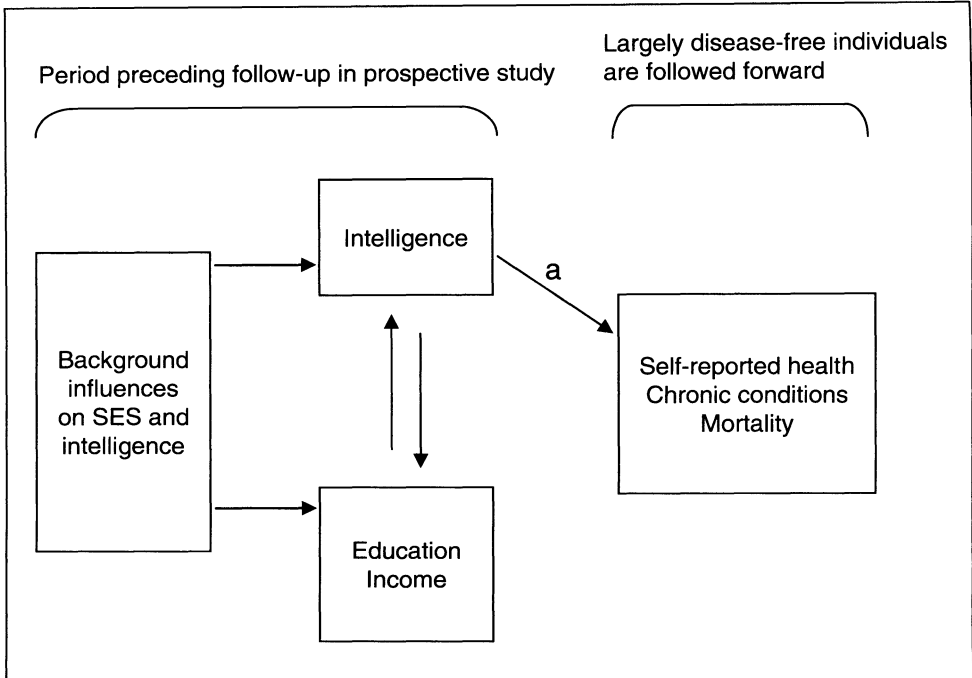 Period preceding follow-up in prospective study
Largely disease-free individuals
are followed forward
Background
influences
on SES and
intelligence
Intelligence
Education
Income
a
Self-reported health
Chronic conditions
Mortality